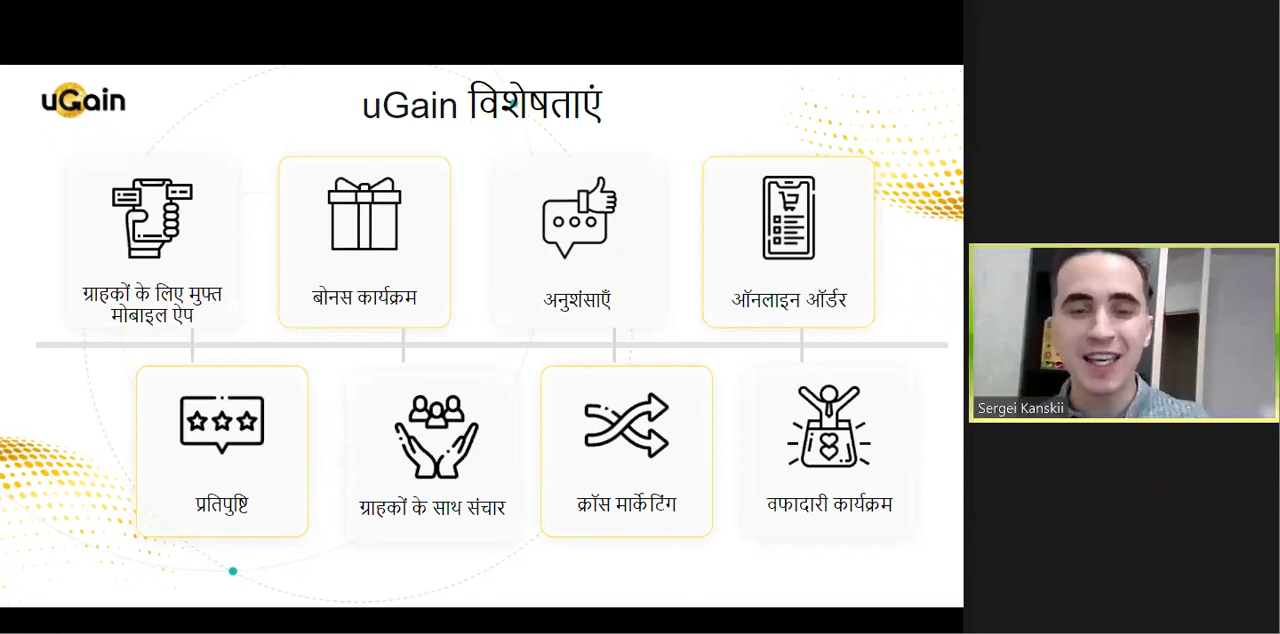 uGain
uGain विशेषताएं
ग्राहकों के लिए मुफ्त
मोबाइल ऐप
बोनस कार्यक्रम
अनुशंसाएँ
ऑनलाइन ऑर्डर
प्रतिपुष्टि
ग्राहकों के साथ संचार
क्रॉस मार्केटिंग
वफादारी कार्यक्रम
Sergei Kanskii